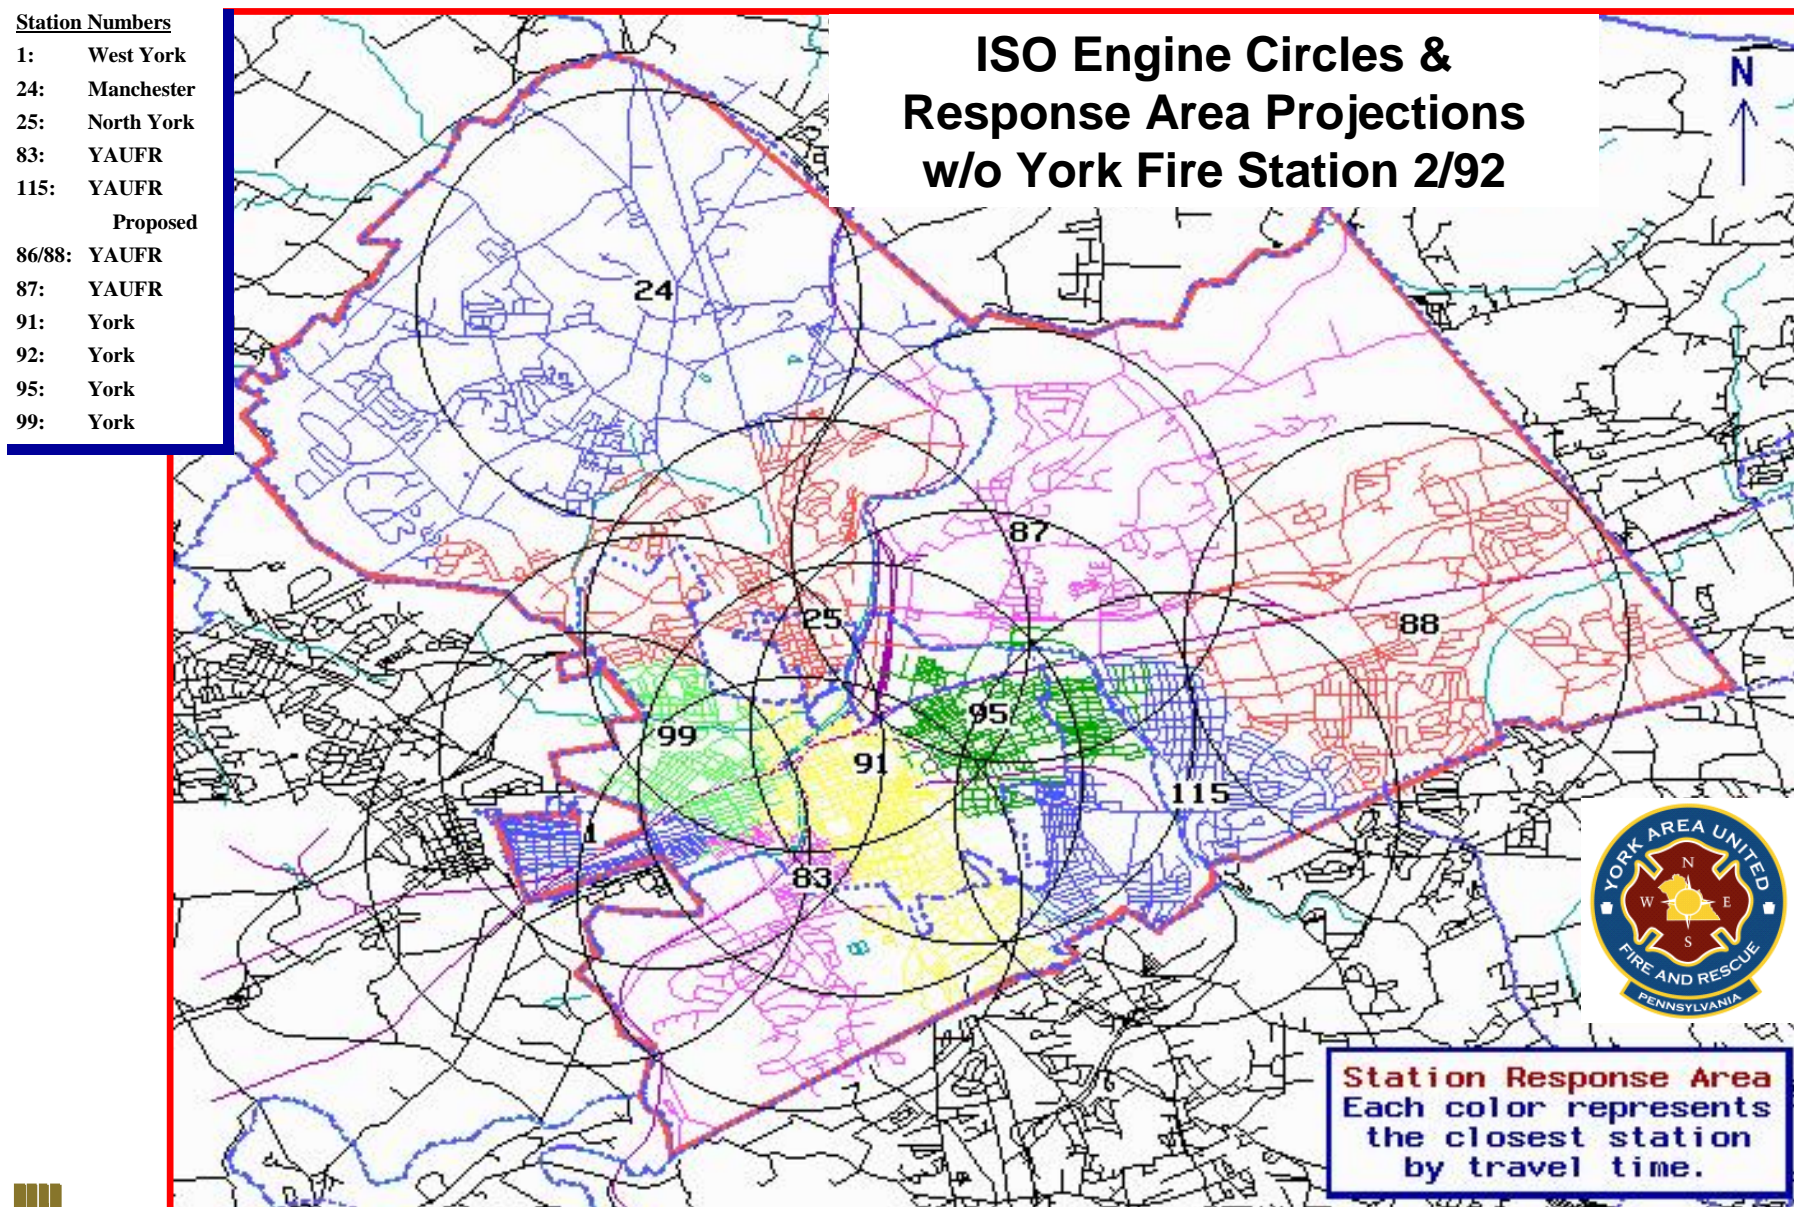 Station Numbers
1: West York
24: Manchester
25: North York
83: YAUFR
115: YAUFR
Proposed
86/88: YAUFR
87: YAUFR
91: York
92: York
95: York
99: York
ISO Engine Circles &
Response Area Projections
w/o York Fire Station 2/92
N
24
87
25
88
95
99
91
115
1
83
YORK AREA UNITED
N
W E
S
FIRE AND RESCUE
PENNSYLVANIA
Station Response Area
Each color represents
the closest station
by travel time.